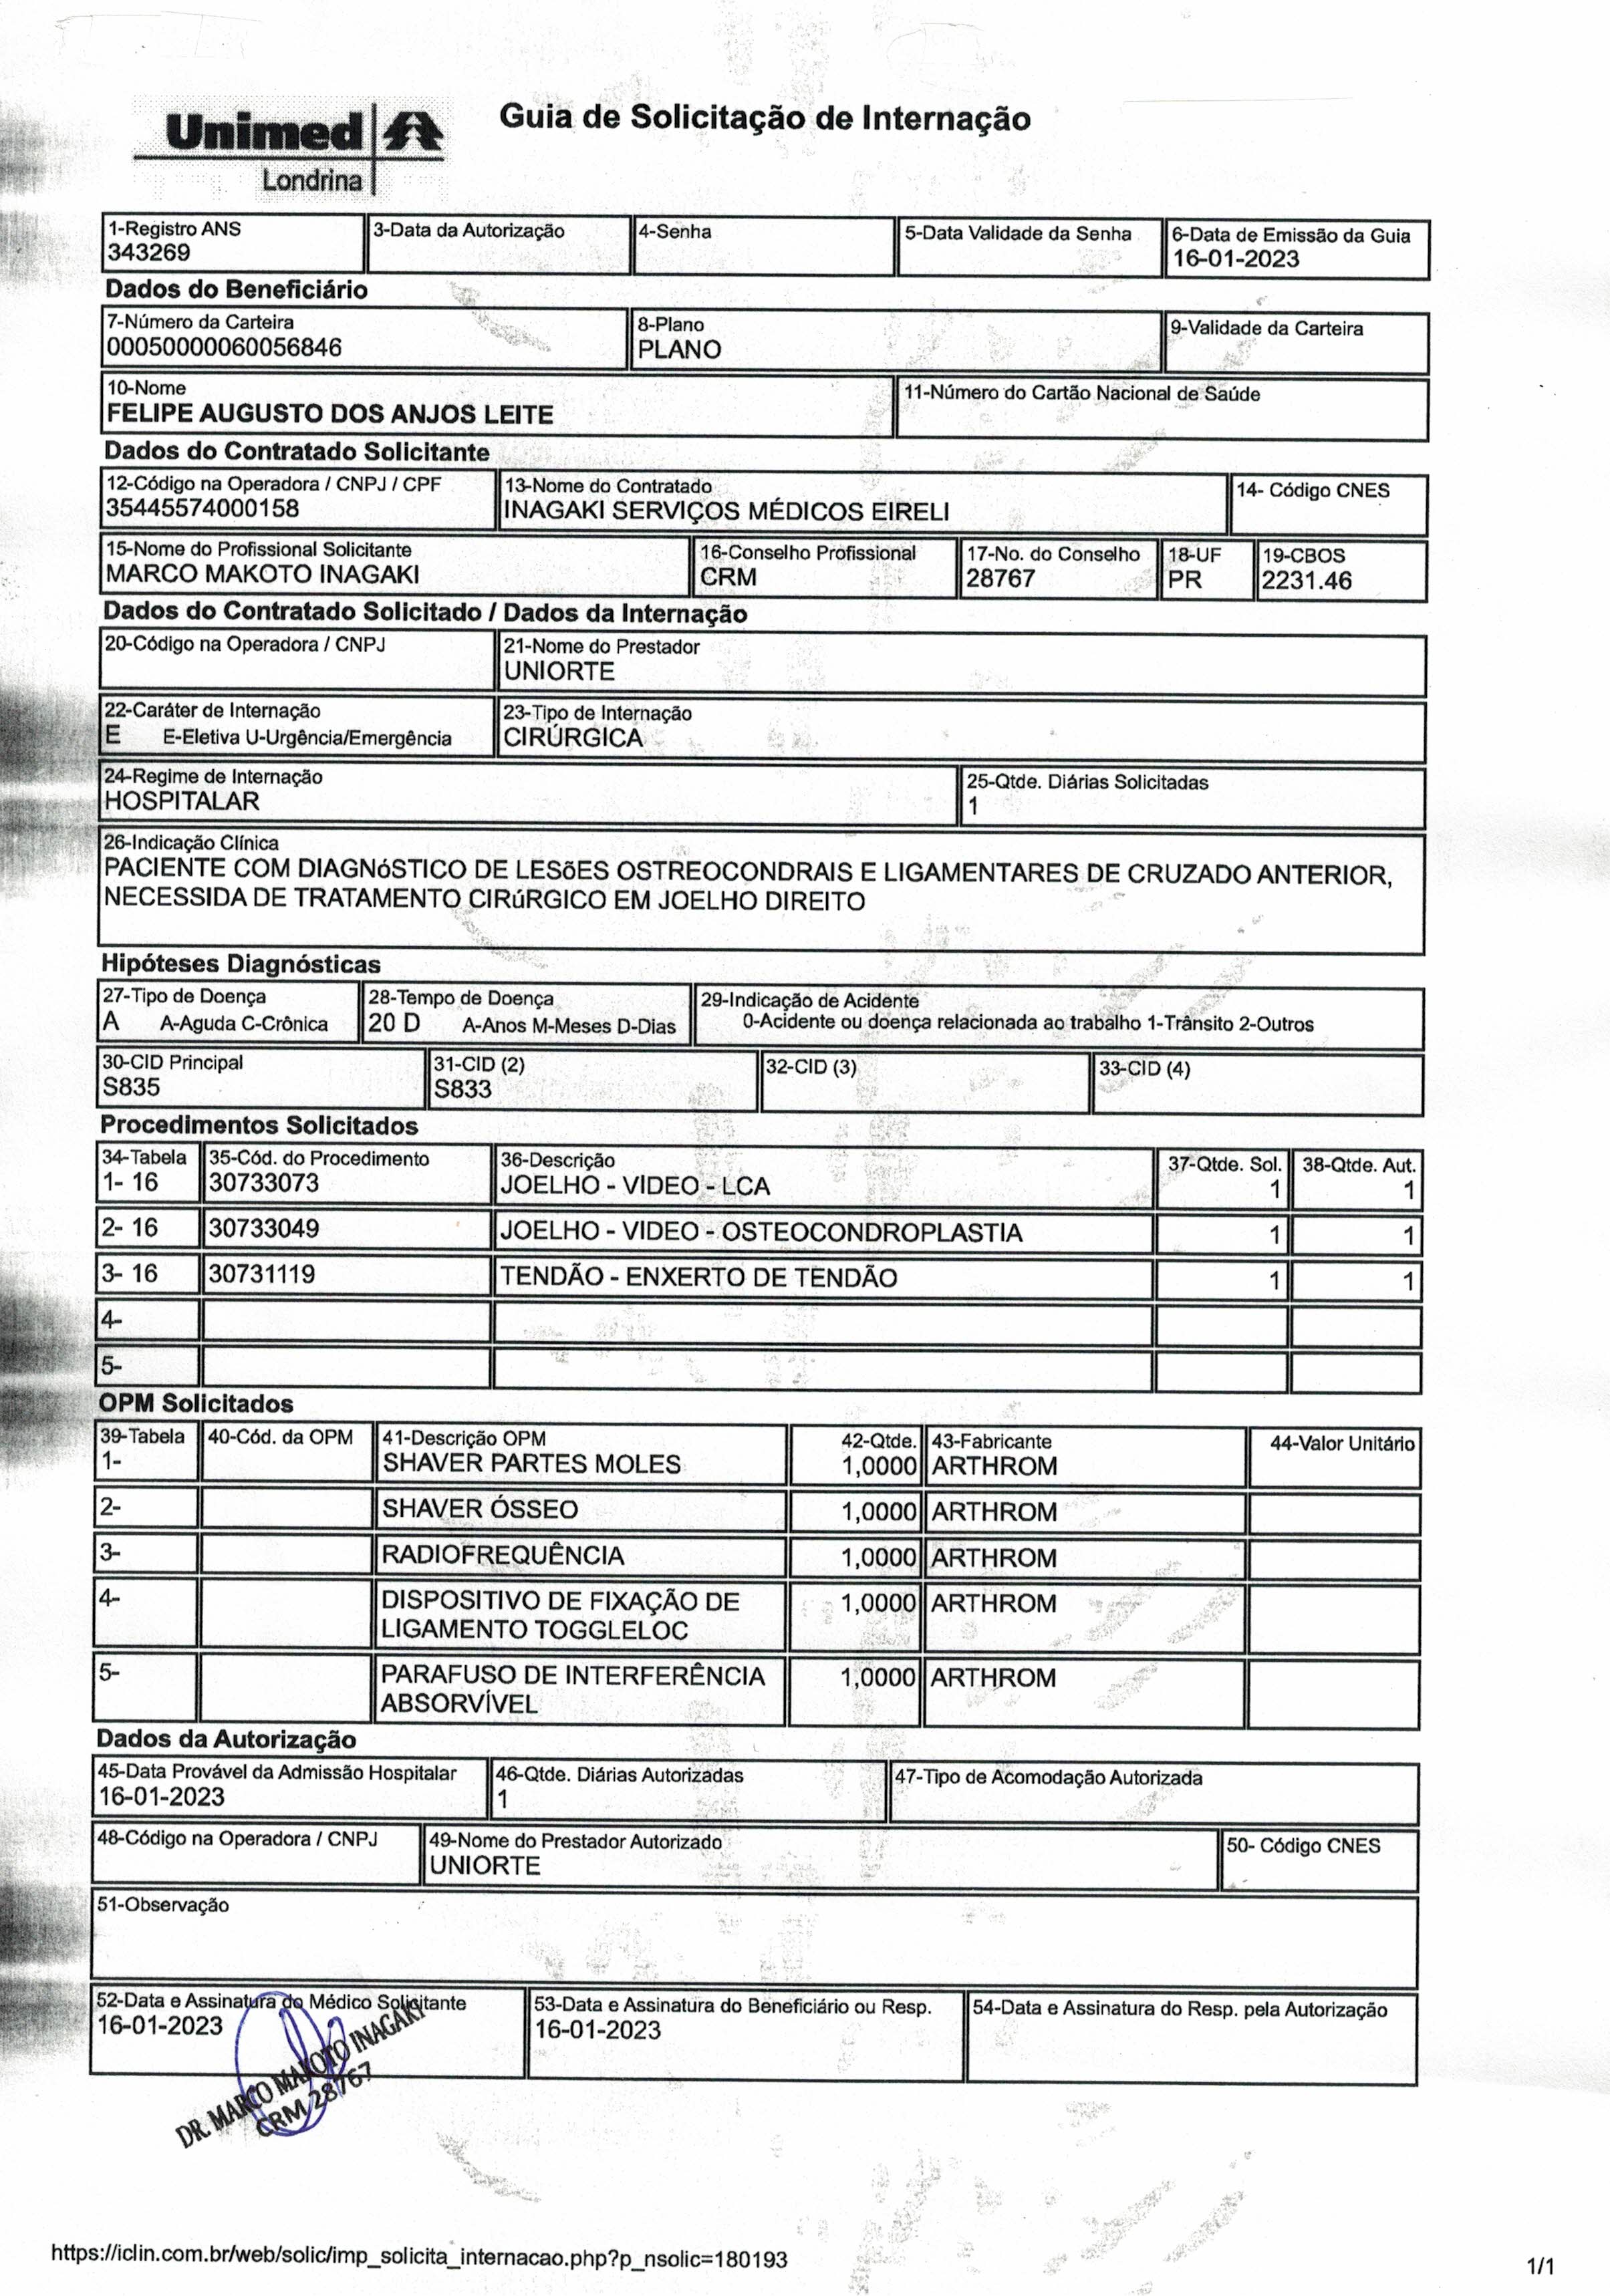 Unimed
Londrina
Guia de Solicitação de Internação
1-Registro ANS
343269
3-Data da Autorização
4-Senha
5-Data Validade da Senha
6-Data de Emissão da Guia
16-01-2023
Dados do Beneficiário
7-Número da Carteira
00050000060056846
8-Plano
PLANO
9-Validade da Carteira
10-Nome
FELIPE AUGUSTO DOS ANJOS LEITE
11-Número do Cartão Nacional de Saúde
Dados do Contratado Solicitante
12-Código na Operadora / CNPJ / CPF
35445574000158
13-Nome do Contratado
INAGAKI SERVIÇOS MÉDICOS EIRELI
14- Código CNES
15-Nome do Profissional Solicitante
MARCO MAKOTO INAGAKI
16-Conselho Profissional
CRM
17-No. do Conselho
28767
18-UF
PR
19-CBOS
2231.46
Dados do Contratado Solicitado / Dados da Internação
20-Código na Operadora / CNPJ
21-Nome do Prestador
UNIORTE
22-Caráter de Internação
E E-Eletiva U-Urgência/Emergência
23-Tipo de Internação
CIRÚRGICA
24-Regime de Internação
HOSPITALAR
25-Qtde. Diárias Solicitadas
1
26-Indicação Clínica
PACIENTE COM DIAGNóSTICO DE LESõES OSTREOCONDRAIS E LIGAMENTARES DE CRUZADO ANTERIOR,
NECESSIDA DE TRATAMENTO CIRúRGICO EM JOELHO DIREITO
Hipóteses Diagnósticas
27-Tipo de Doença
A A-Aguda C-Crônica
28-Tempo de Doença
20 D A-Anos M-Meses D-Dias
29-Indicação de Acidente
0-Acidente ou doença relacionada ao trabalho 1-Trânsito 2-Outros
30-CID Principal
S835
31-CID (2)
S833
32-CID (3)
33-CID (4)
Procedimentos Solicitados
34-Tabela 35-Cód. do Procedimento 36-Descrição 37-Qtde. Sol. 38-Qtde. Aut.
1- 16 30733073 JOELHO - VIDEO - LCA 1 1
2- 16 30733049 JOELHO - VIDEO - OSTEOCONDROPLASTIA 1 1
3- 16 30731119 TENDÃO - ENXERTO DE TENDÃO 1 1
4-
5-
OPM Solicitados
39-Tabela 40-Cód. da OPM 41-Descrição OPM 42-Qtde. 43-Fabricante 44-Valor Unitário
1- SHAVER PARTES MOLES 1,0000 ARTHROM
2- SHAVER ÓSSEO 1,0000 ARTHROM
3- RADIOFREQUÊNCIA 1,0000 ARTHROM
4- DISPOSITIVO DE FIXAÇÃO DE 1,0000 ARTHROM
LIGAMENTO TOGGLELOC
5- PARAFUSO DE INTERFERÊNCIA 1,0000 ARTHROM
ABSORVÍVEL
Dados da Autorização
45-Data Provável da Admissão Hospitalar
16-01-2023
46-Qtde. Diárias Autorizadas
1
47-Tipo de Acomodação Autorizada
48-Código na Operadora / CNPJ
49-Nome do Prestador Autorizado
UNIORTE
50- Código CNES
51-Observação
52-Data e Assinatura do Médico Solicitante
16-01-2023
53-Data e Assinatura do Beneficiário ou Resp.
16-01-2023
54-Data e Assinatura do Resp. pela Autorização
DR. MARCO MAKOTO INAGAKI
CRM 28767
https://iclin.com.br/web/solic/imp_solicita_internacao.php?p_nsolic=180193
1/1